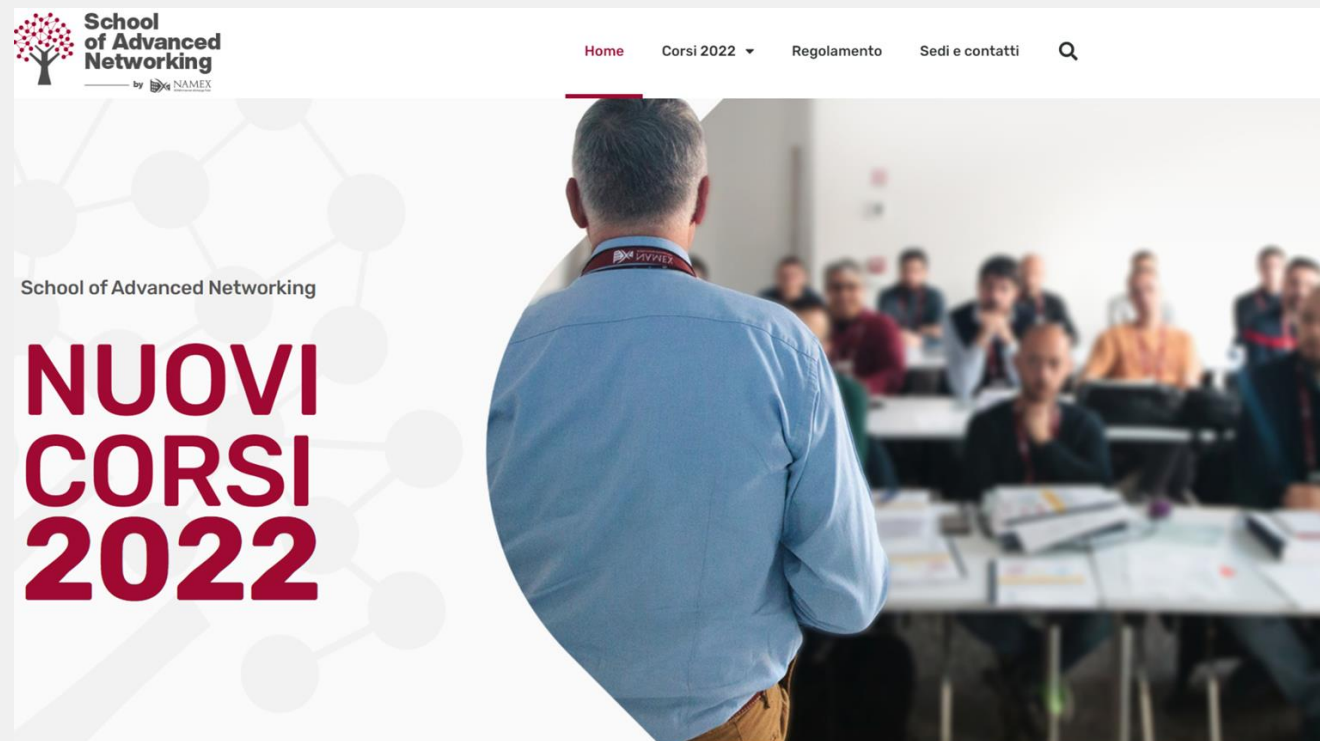 School
of Advanced
Networking
by NAMEX
Home
Corsi 2022
Regolamento
Sedi e contatti
School of Advanced Networking
NUOVI
CORSI
2022
NAMEX